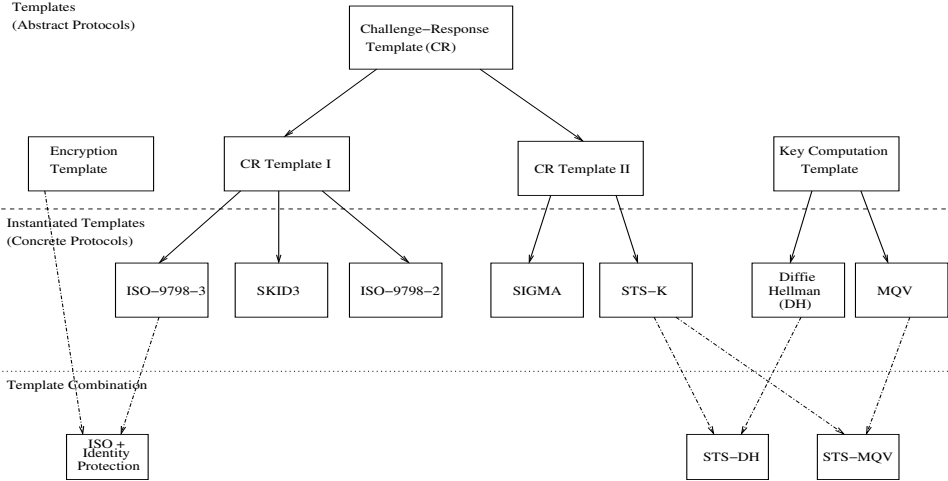 Templates
(Abstract Protocols)
Challenge−Response
Template (CR)
Encryption
Template
CR Template I
CR Template II
Key Computation
Template
Instantiated Templates
(Concrete Protocols)
ISO−9798−3
SKID3
ISO−9798−2
SIGMA
STS−K
Diffie
Hellman
(DH)
MQV
Template Combination
ISO +
Identity
Protection
STS−DH
STS−MQV